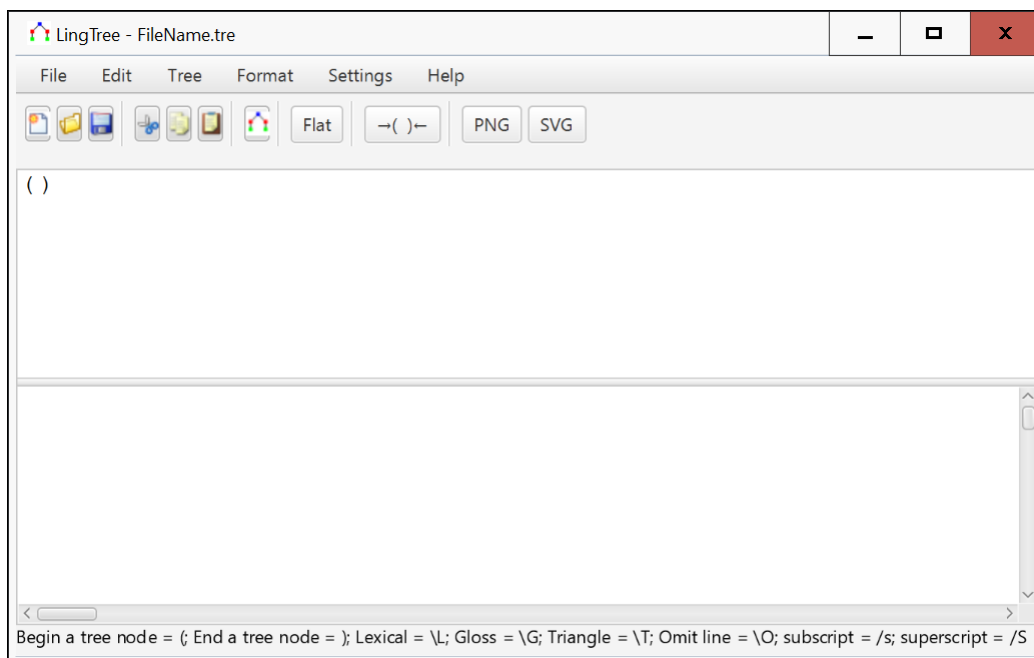 LingTree - FileName.tre
File Edit Tree Format Settings Help
Flat →( )← PNG SVG
( )
Begin a tree node = (; End a tree node = ); Lexical = \L; Gloss = \G; Triangle = \T; Omit line = \O; subscript = /s; superscript = /S